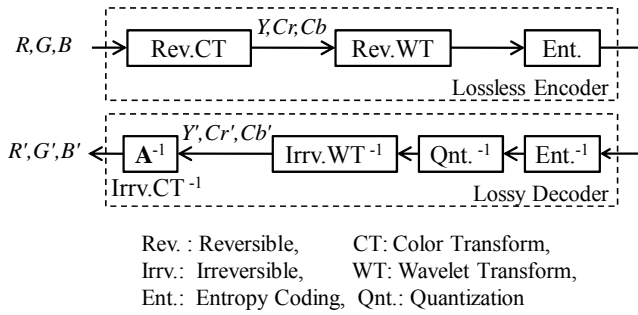 R,G,B
Rev.CT
Y,Cr,Cb
Rev.WT
Ent.
Lossless Encoder
R',G',B'
A-1
Irrv.CT-1
Y',Cr',Cb'
Irrv.WT-1
Qnt.-1
Ent.-1
Lossy Decoder
Rev. : Reversible, CT: Color Transform,
Irrv.: Irreversible, WT: Wavelet Transform,
Ent.: Entropy Coding, Qnt.: Quantization